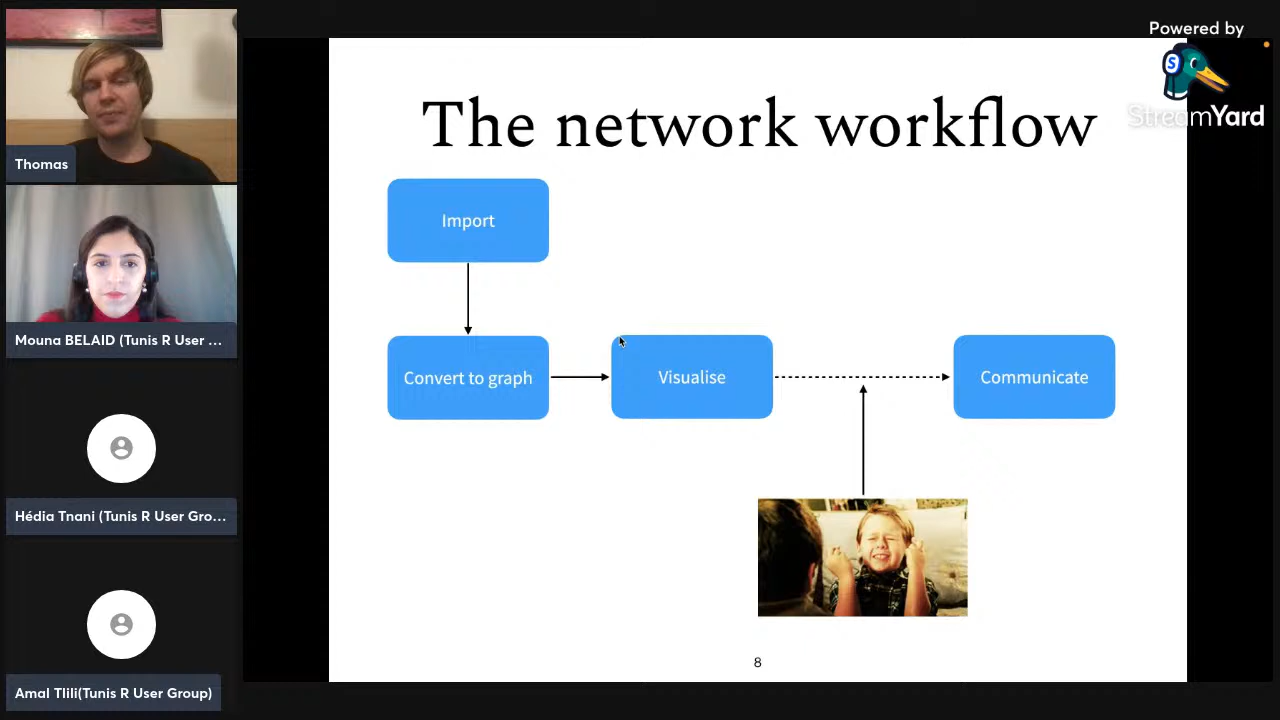 Powered by
S
StreamYard
Thomas
Mouna BELAID (Tunis R User ...
Hédia Tnani (Tunis R User Gro...
Amal Tlili(Tunis R User Group)
The network workflow
Import
Convert to graph
Visualise
Communicate
8